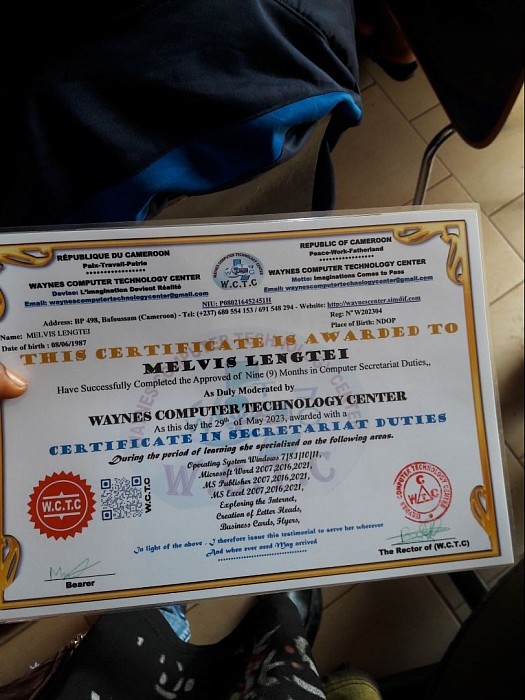 RÉPUBLIQUE DU CAMEROUN
Paix-Travail-Patrie
WAYNES COMPUTER TECHNOLOGY CENTER
Devise: L'imagination Devient Réalité
Email: waynescomputertechnologycenter@gmail.com
W.C.T.C
NIU: P080216452451H
REPUBLIC OF CAMEROON
Peace-Work-Fatherland
WAYNES COMPUTER TECHNOLOGY CENTER
Motto: Imaginations Comes to Pass
Email: waynescomputertechnologycenter@gmail.com
Address: BP 498, Bafoussam (Cameroon) - Tel: (+237) 680 554 153 / 691 548 294 - Website: http://waynescenter.simdif.com
Name: MELVIS LENGTEI
Reg: N° W202304
Date of birth : 08/06/1987
Place of Birth: NDOP
THIS CERTIFICATE IS AWARDED TO
MELVIS LENGTEI
Have Successfully Completed the Approved of Nine (9) Months in Computer Secretariat Duties,,
As Duly Moderated by
WAYNES COMPUTER TECHNOLOGY CENTER
As this day the 29th of May 2023, awarded with a
CERTIFICATE IN SECRETARIAT DUTIES
During the period of learning she specialized on the following areas.
Operating System Windows 7|8J|10|11,
Microsoft Word 2007,2016,2021,
MS Publisher 2007,2016,2021,
MS Excel 2007,2016,2021,
Exploring the Internet,
Creation of Letter Heads,
Business Cards, Flyers,
W.C.T.C
W.C.T.C
In light of the above - I therefore issue this testimonial to serve her wherever
And when ever need May arrived
Bearer
The Rector of (W.C.T.C)